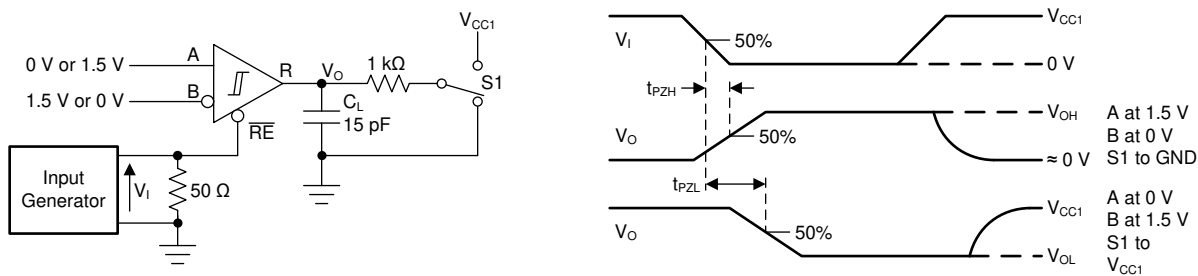 V_CC1
0 V or 1.5 V
A
R
V_O
1 kΩ
S1
1.5 V or 0 V
B
C_L
15 pF
R̅E̅
Input
Generator
V_I
50 Ω
V_I
50%
V_CC1
0 V
t_PZH
V_O
50%
V_OH
≈ 0 V
A at 1.5 V
B at 0 V
S1 to GND
t_PZL
V_O
50%
V_CC1
V_OL
A at 0 V
B at 1.5 V
S1 to
V_CC1